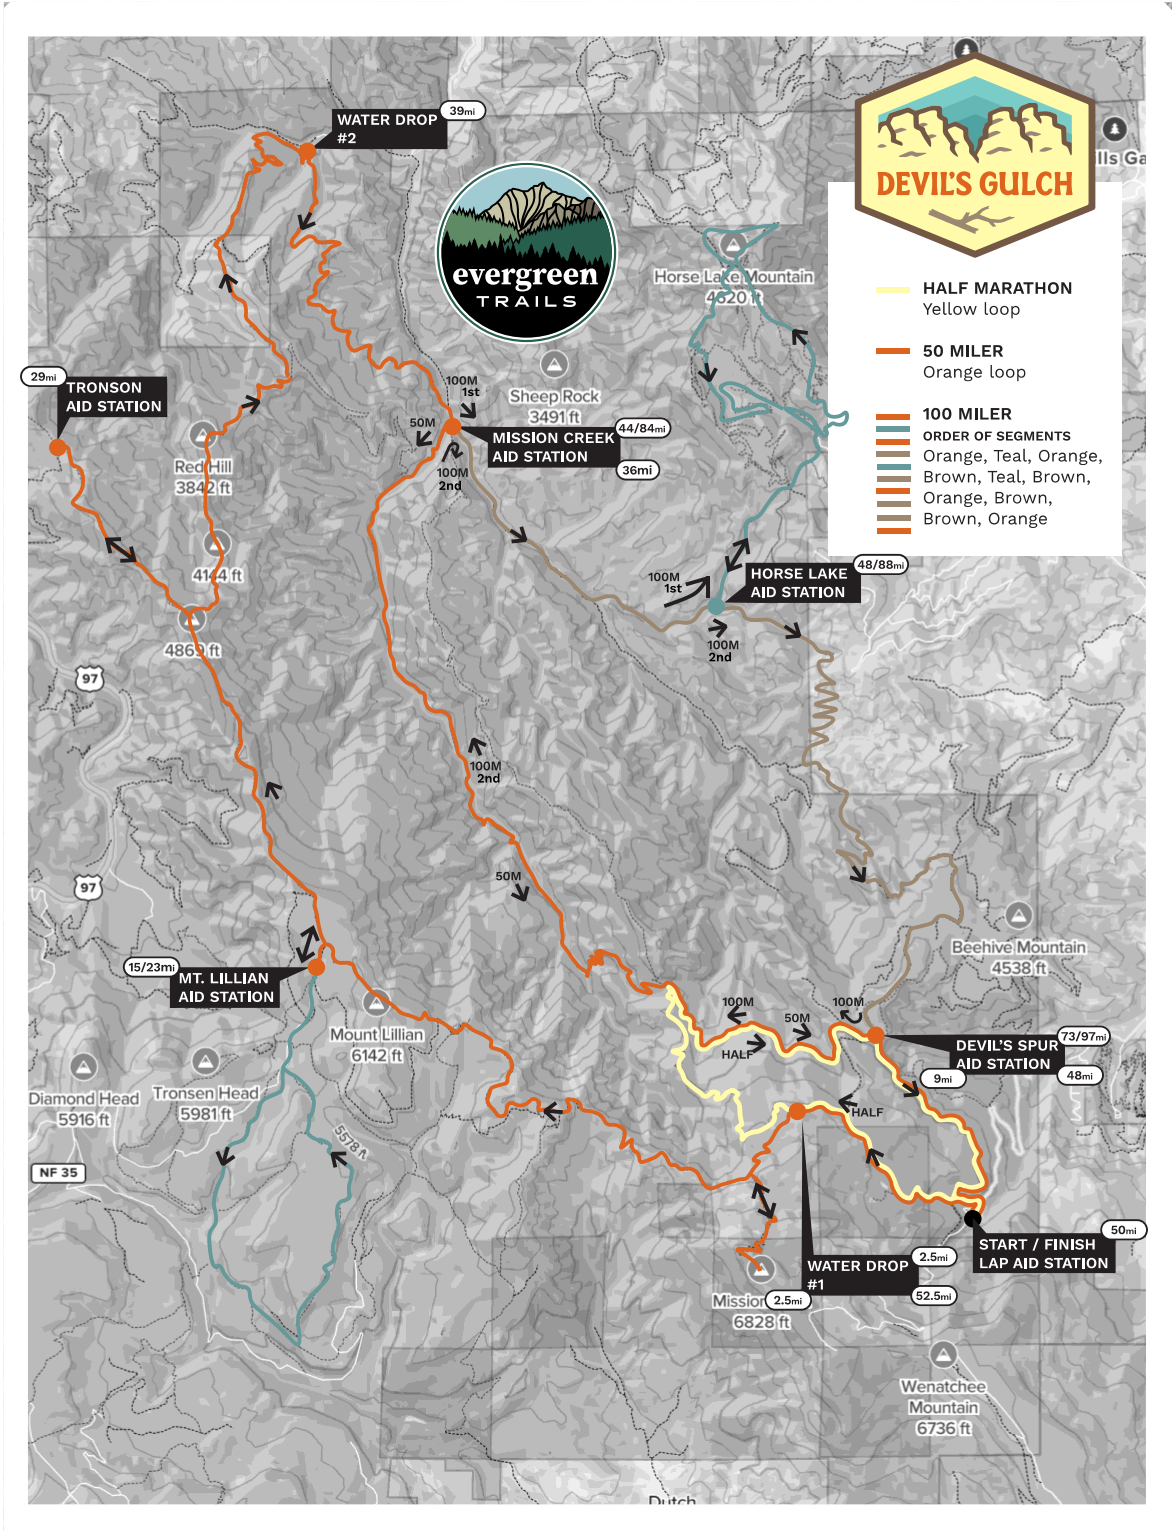 WATER DROP
#2
39mi
evergreen
TRAILS
DEVIL'S GULCH
lls Ga
Horse Lake Mountain
4620 ft
HALF MARATHON
Yellow loop
50 MILER
Orange loop
100 MILER
ORDER OF SEGMENTS
Orange, Teal, Orange,
Brown, Teal, Brown,
Orange, Brown,
Brown, Orange
29mi
TRONSON
AID STATION
Sheep Rock
3491 ft
100M
1st
50M
100M
2nd
MISSION CREEK
AID STATION
44/84mi
36mi
Red Hill
3842 ft
4144 ft
4869 ft
100M
1st
HORSE LAKE
AID STATION
48/88mi
100M
2nd
97
100M
2nd
97
50M
Beehive Mountain
4538 ft
15/23mi
MT. LILLIAN
AID STATION
Mount Lillian
6142 ft
100M
50M
100M
HALF
DEVIL'S SPUR
AID STATION
73/97mi
48mi
9mi
HALF
Diamond Head
5916 ft
Tronsen Head
5981 ft
5578 ft
NF 35
START / FINISH
LAP AID STATION
50mi
WATER DROP
#1
2.5mi
52.5mi
Mission
2.5mi
6828 ft
Wenatchee
Mountain
6736 ft
Dutch